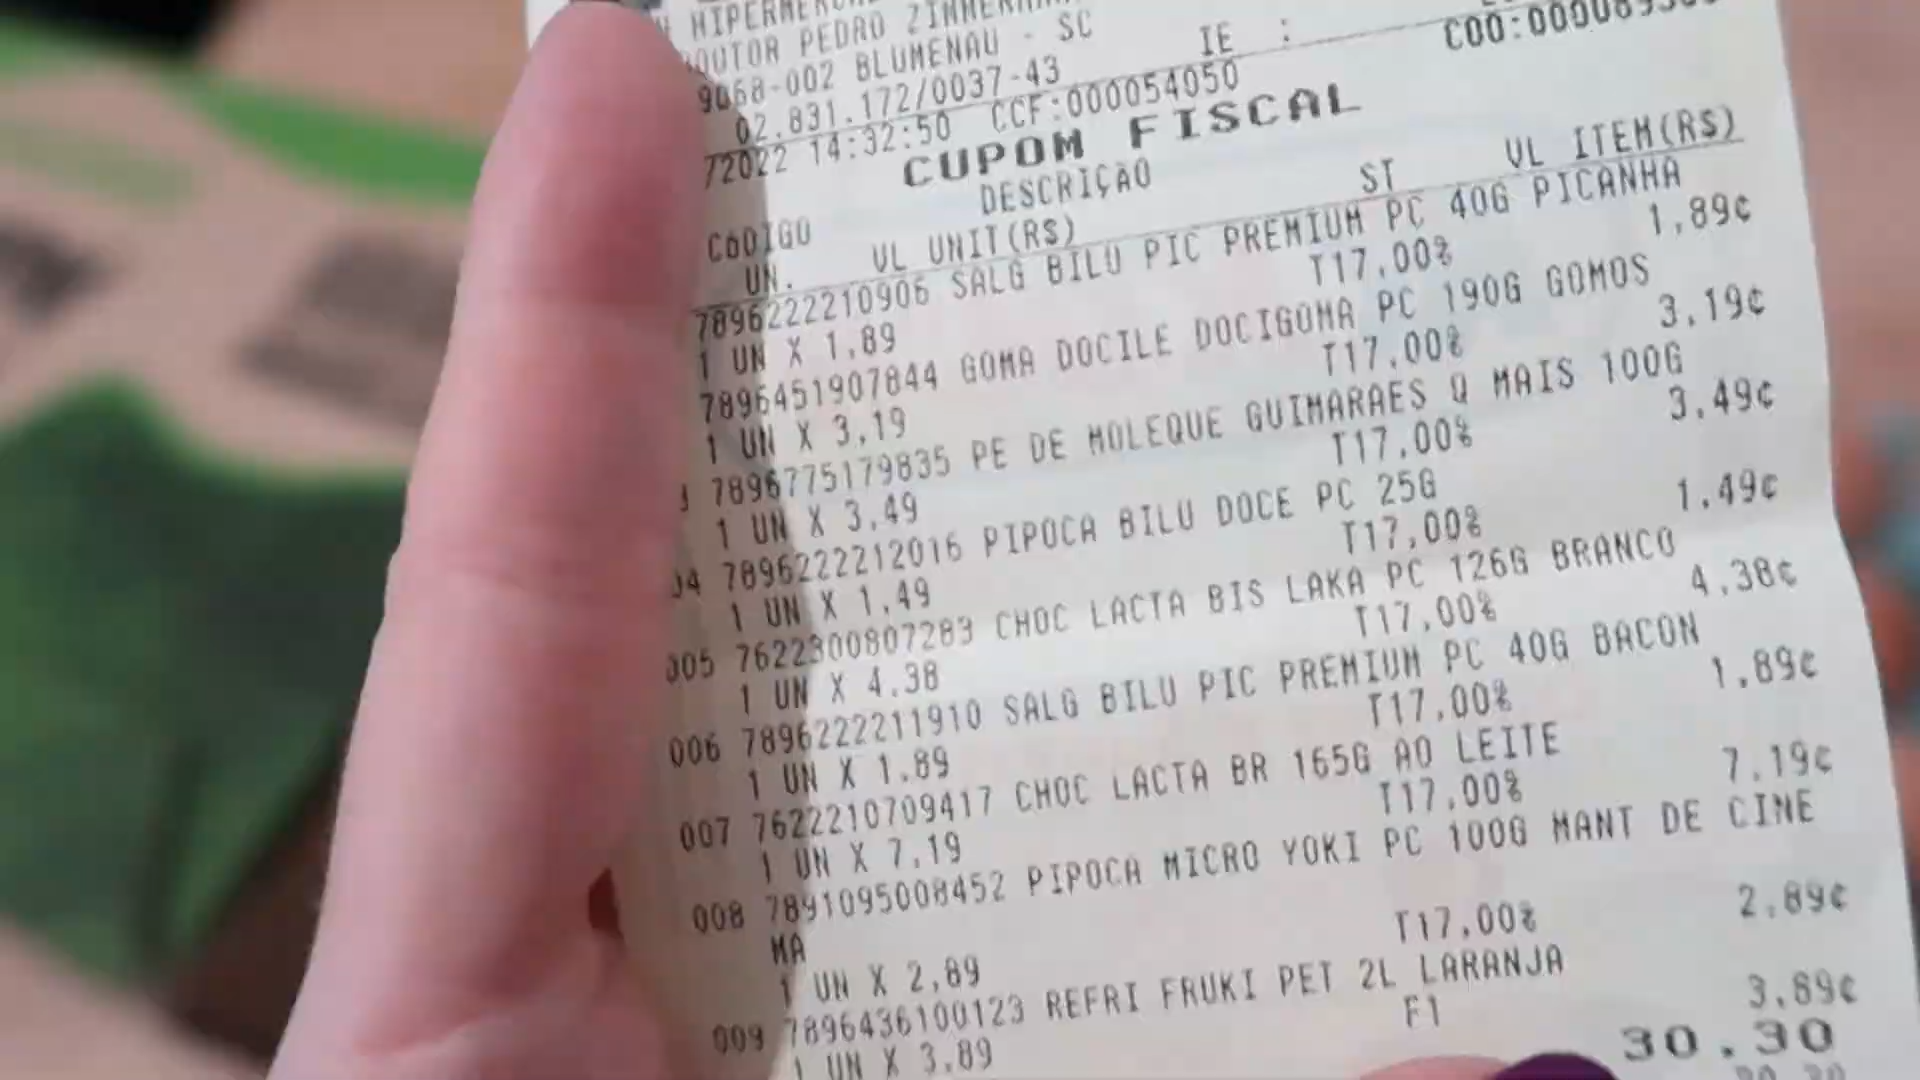 HIPERMERCA
DOUTOR PEDRO ZIMMERMANN
9068-002 BLUMENAU - SC
02.831.172/0037-43 IE :
72022 14:32:50 CCF:000054050 COO:0000893
CUPOM FISCAL
CóDIGO DESCRIÇãO ST VL ITEM(R$)
UN. VL UNIT(R$)
7896222210906 SALG BILU PIC PREMIUM PC 40G PICANHA
1 UN X 1,89 T17,00% 1,89¢
7896451907844 GOMA DOCILE DOCIGOMA PC 190G GOMOS
1 UN X 3,19 T17,00% 3,19¢
3 7896775179835 PE DE MOLEQUE GUIMARAES Q MAIS 100G
1 UN X 3,49 T17,00% 3,49¢
04 7896222212016 PIPOCA BILU DOCE PC 25G
1 UN X 1,49 T17,00% 1,49¢
005 7622300807283 CHOC LACTA BIS LAKA PC 126G BRANCO
1 UN X 4,38 T17,00% 4,38¢
006 7896222211910 SALG BILU PIC PREMIUM PC 40G BACON
1 UN X 1,89 T17,00% 1,89¢
007 7622210709417 CHOC LACTA BR 165G AO LEITE
1 UN X 7,19 T17,00% 7,19¢
008 7891095008452 PIPOCA MICRO YOKI PC 100G MANT DE CINE
MA
1 UN X 2,89 T17,00% 2,89¢
009 7896436100123 REFRI FRUKI PET 2L LARANJA
1 UN X 3,89 F1 3,89¢
30.30